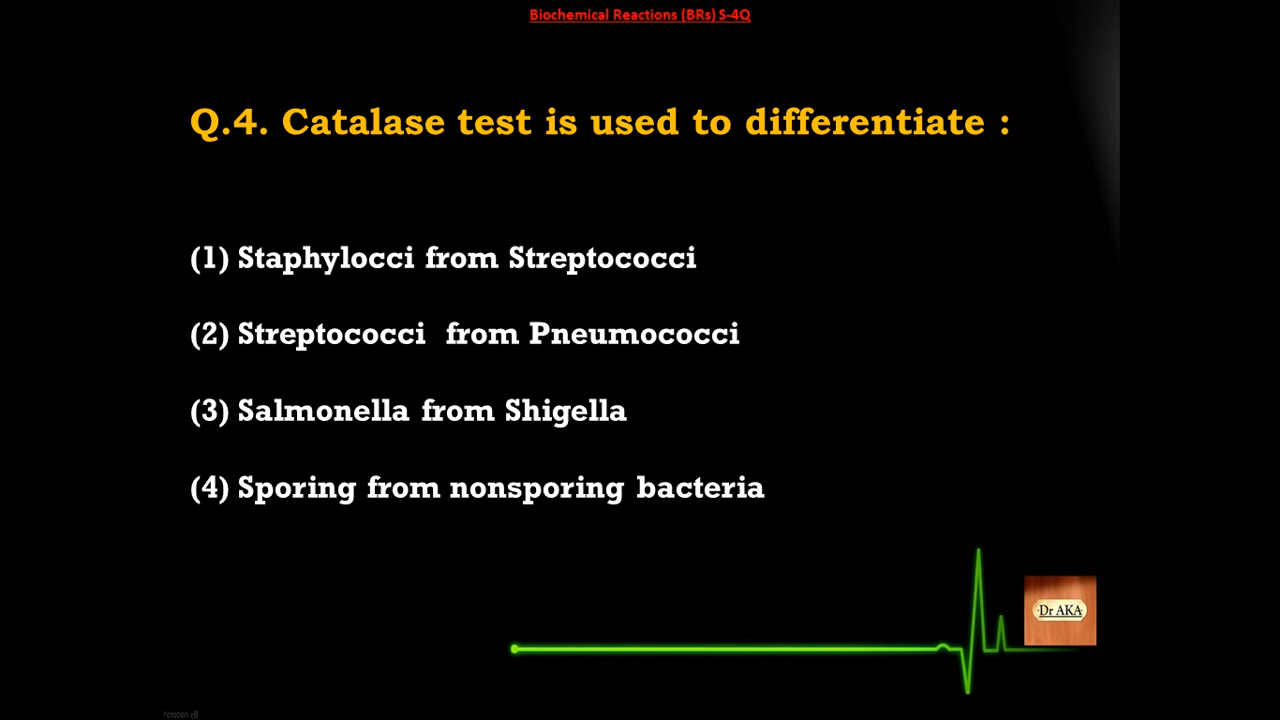 Biochemical Reactions (BRs) S-4Q
Q.4. Catalase test is used to differentiate :
(1) Staphylocci from Streptococci
(2) Streptococci from Pneumococci
(3) Salmonella from Shigella
(4) Sporing from nonsporing bacteria
Dr AKA